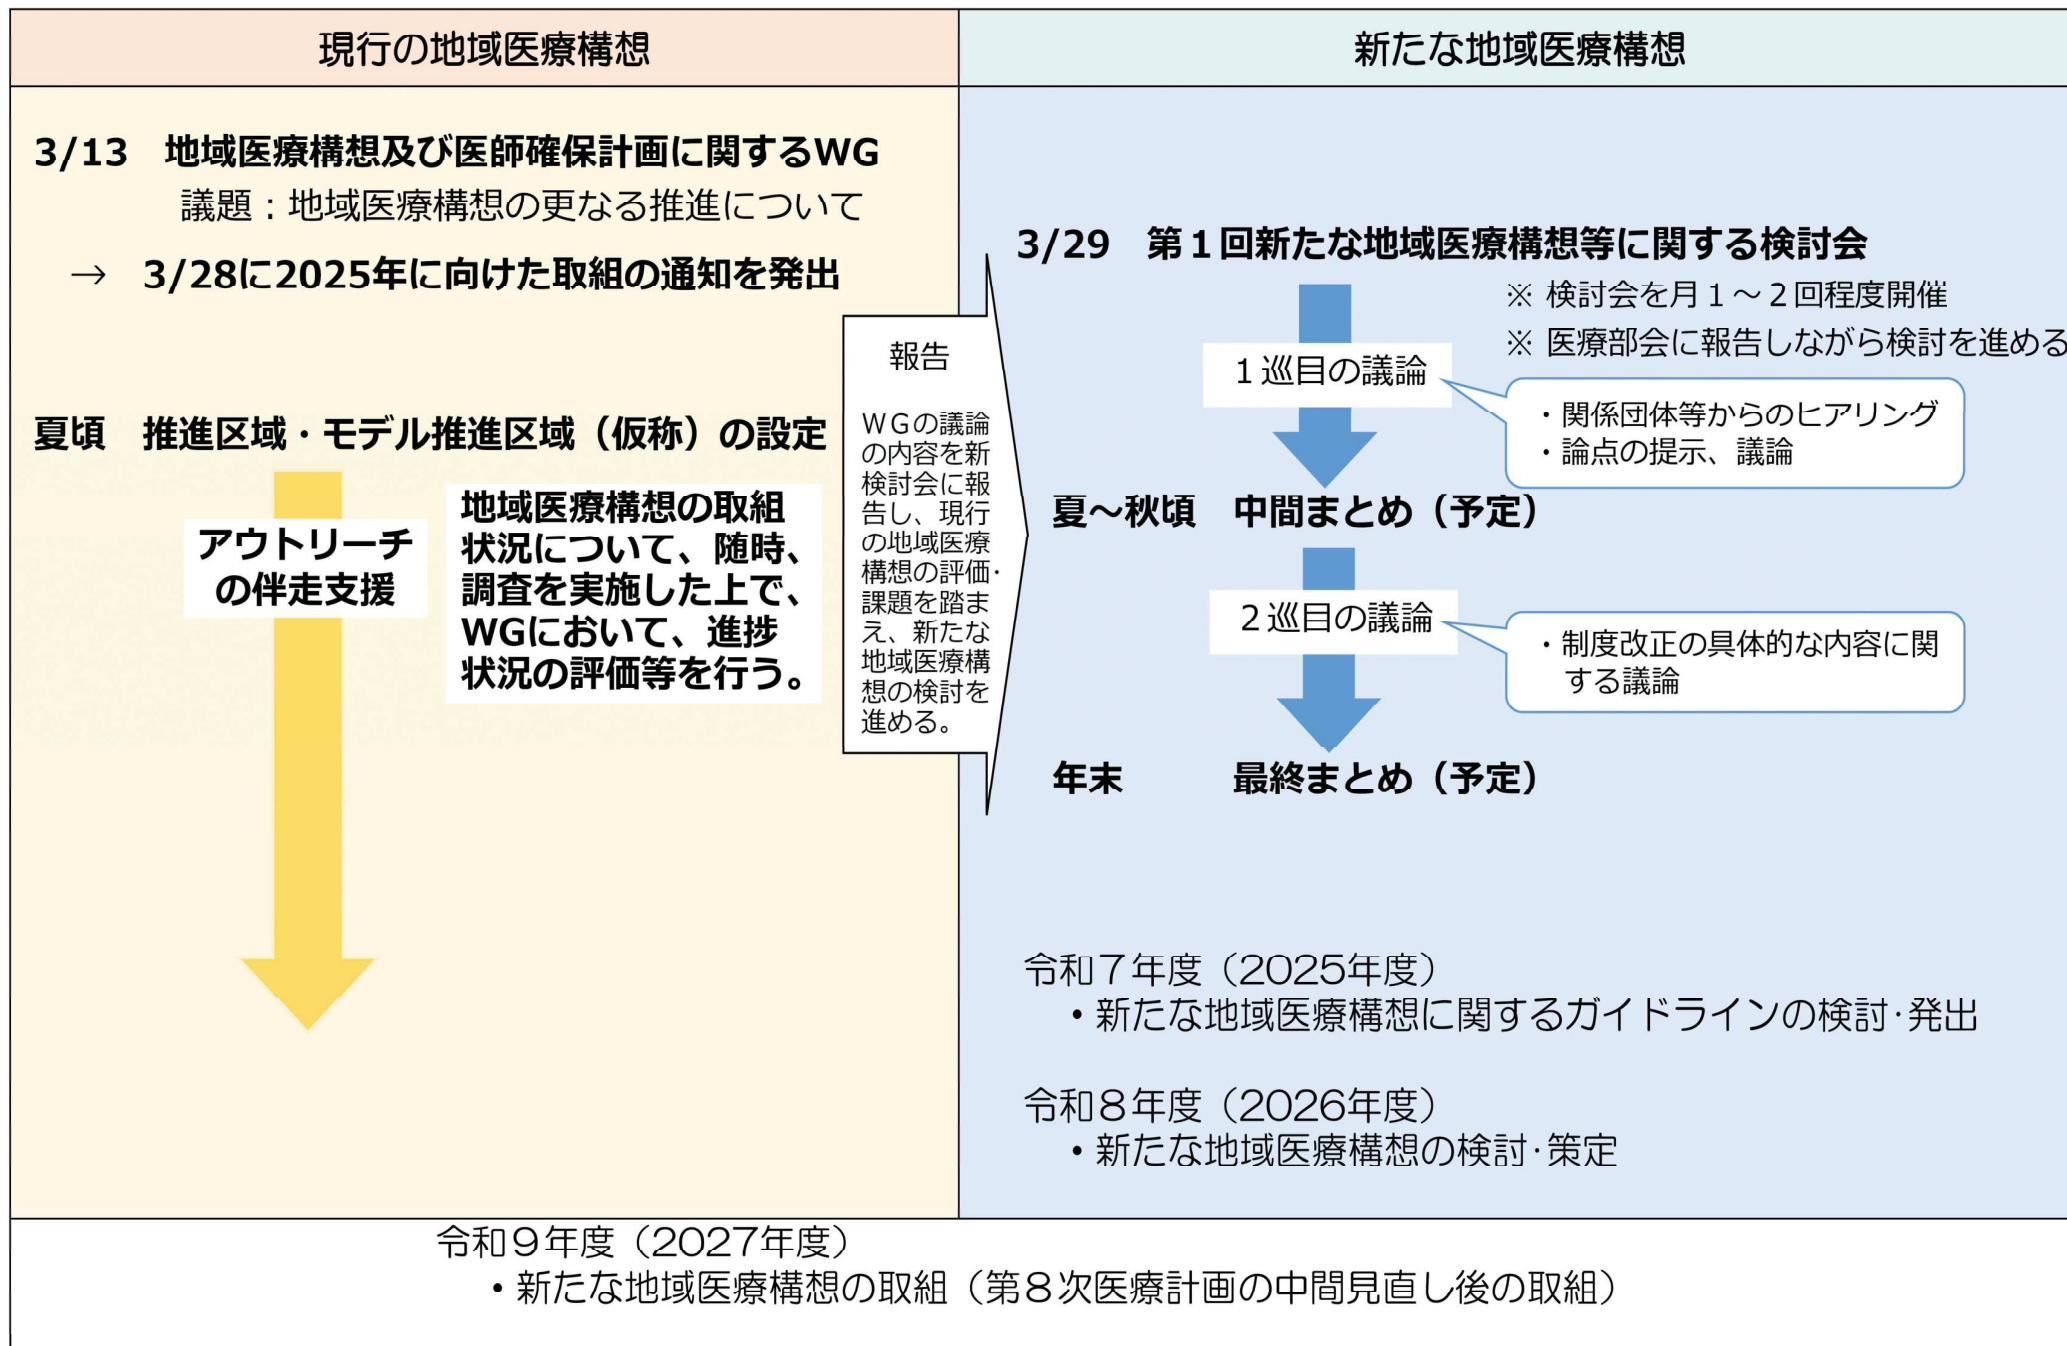 現行の地域医療構想
新たな地域医療構想
3/13　地域医療構想及び医師確保計画に関するWG
議題：地域医療構想の更なる推進について
→　3/28に2025年に向けた取組の通知を発出
夏頃　推進区域・モデル推進区域（仮称）の設定
アウトリーチ
の伴走支援
地域医療構想の取組
状況について、随時、
調査を実施した上で、
WGにおいて、進捗
状況の評価等を行う。
報告
ＷＧの議論
の内容を新
検討会に報
告し、現行
の地域医療
構想の評価･
課題を踏ま
え、新たな
地域医療構
想の検討を
進める。
3/29　第１回新たな地域医療構想等に関する検討会
※ 検討会を月１～２回程度開催
※ 医療部会に報告しながら検討を進める
１巡目の議論
・関係団体等からのヒアリング
・論点の提示、議論
夏～秋頃　中間まとめ（予定）
２巡目の議論
・制度改正の具体的な内容に関
する議論
年末　　　最終まとめ（予定）
令和７年度（2025年度）
・新たな地域医療構想に関するガイドラインの検討･発出
令和８年度（2026年度）
・新たな地域医療構想の検討･策定
令和９年度（2027年度）
・新たな地域医療構想の取組（第８次医療計画の中間見直し後の取組）